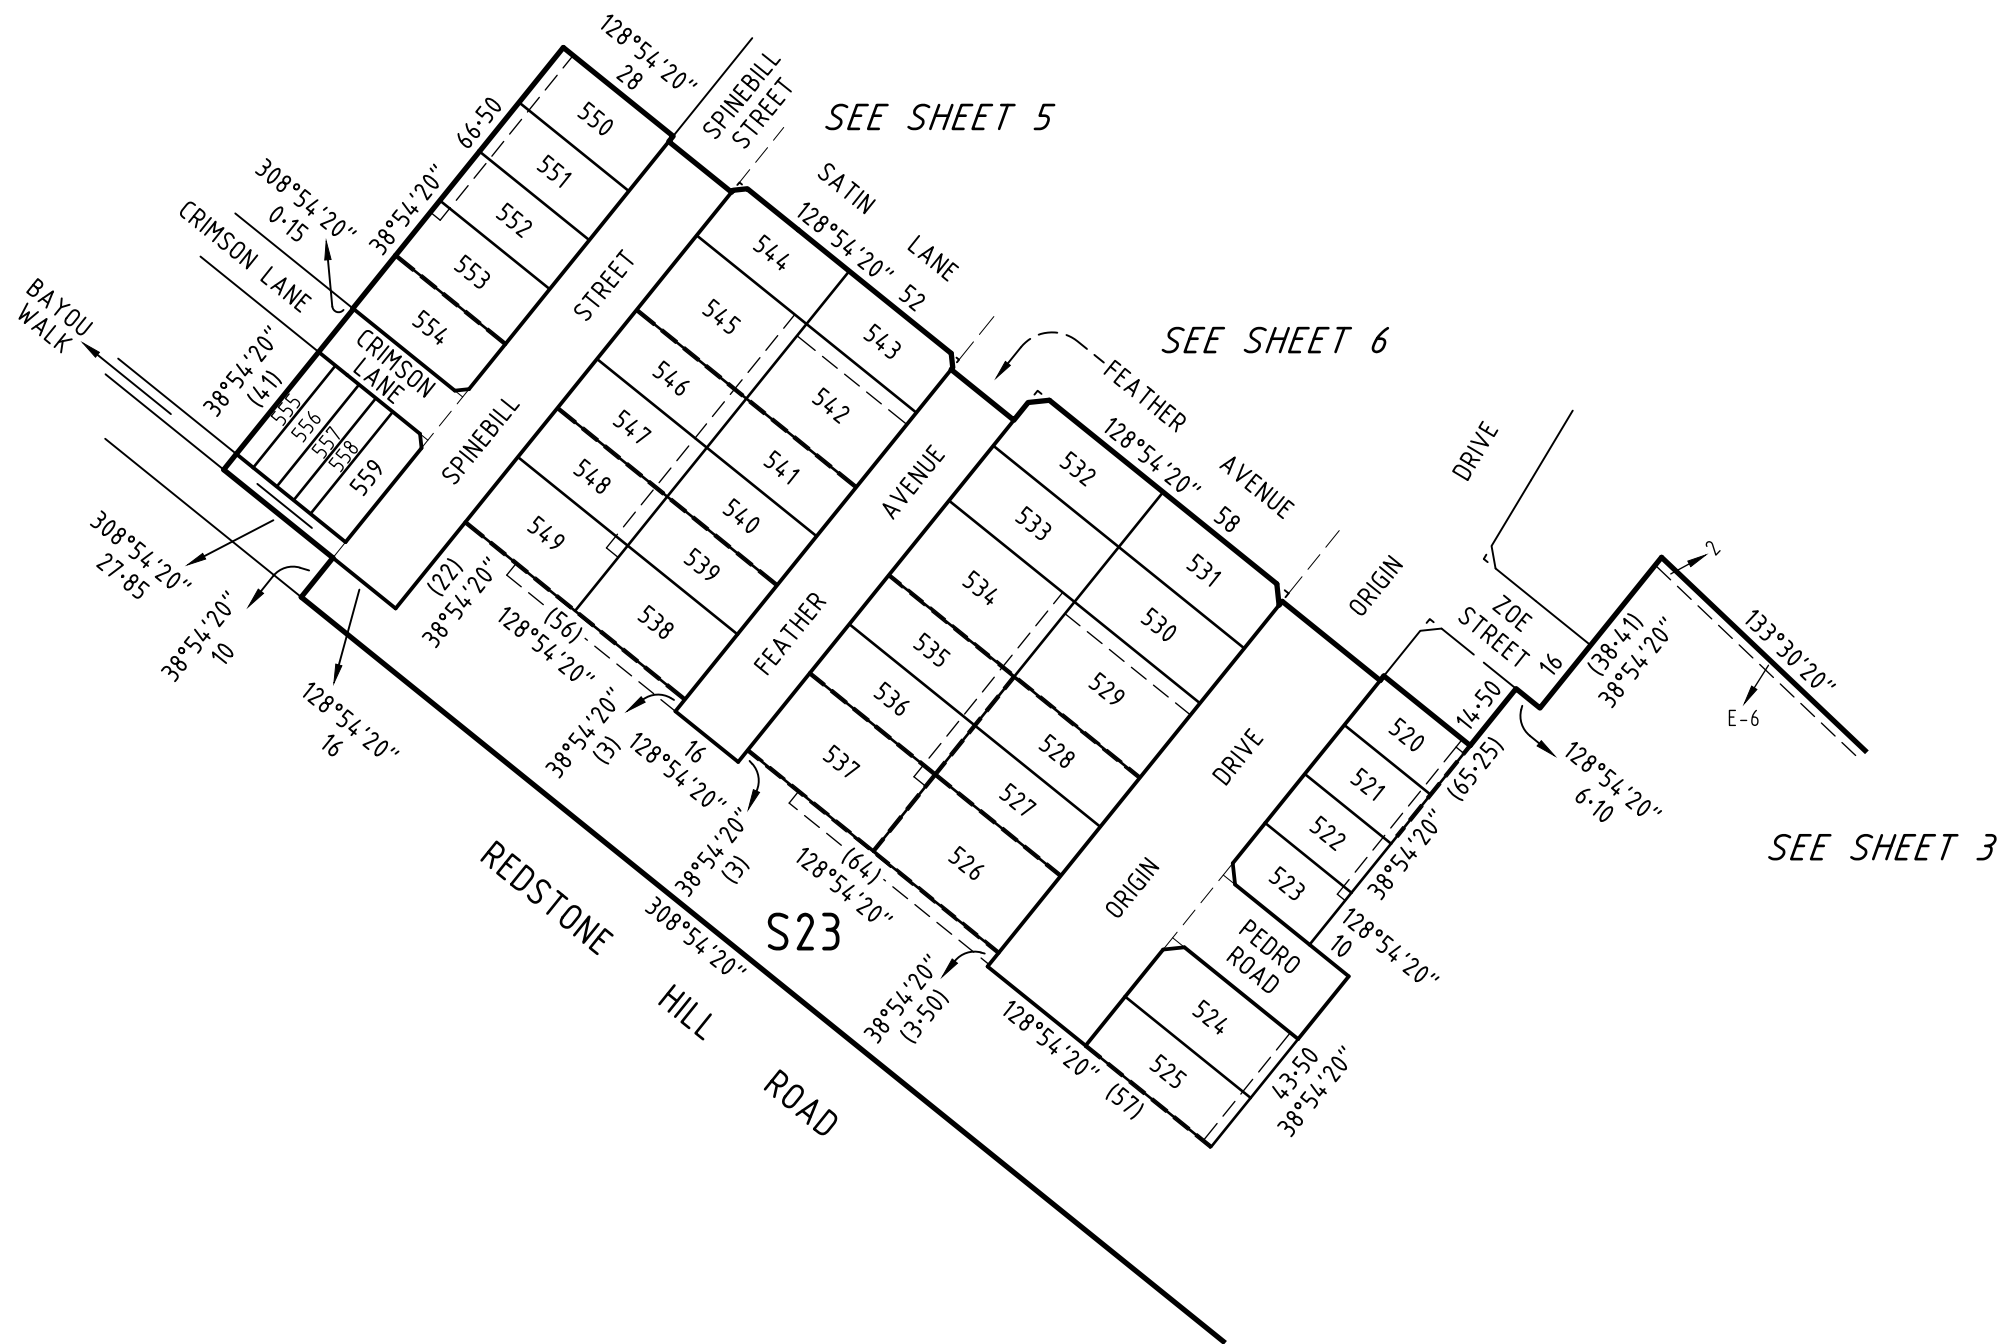 128°54'20"
28
SPINEBILL
STREET
SEE SHEET 5
66·50
38°54'20"
550
551
552
553
554
308°54'20"
0·15
CRIMSON LANE
CRIMSON
LANE
BAYOU
WALK
38°54'20"
(41)
555
556
557
558
559
SPINEBILL
STREET
308°54'20"
27·85
38°54'20"
10
128°54'20"
16
SATIN
LANE
128°54'20"
52
544
543
545
542
546
541
547
540
548
539
549
538
(22)
38°54'20"
(56)
128°54'20"
38°54'20"
(3)
16
128°54'20"
38°54'20"
(3)
FEATHER
AVENUE
SEE SHEET 6
FEATHER
AVENUE
128°54'20"
58
532
531
533
530
534
529
535
528
536
527
537
526
(64)
128°54'20"
38°54'20"
(3·50)
ORIGIN
DRIVE
ORIGIN
DRIVE
ZOE
STREET
16
14·50
(38·41)
38°54'20"
2
133°30'20"
E-6
128°54'20"
6·10
520
521
522
523
(65·25)
38°54'20"
128°54'20"
10
PEDRO
ROAD
524
525
43·50
38°54'20"
128°54'20" (57)
SEE SHEET 3
S23
308°54'20"
REDSTONE
HILL
ROAD